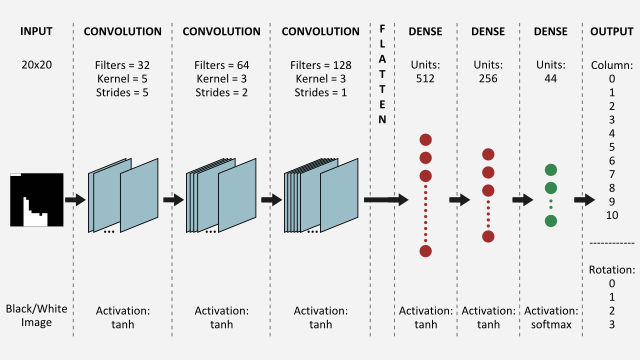 INPUT
20x20
Black/White
Image
CONVOLUTION
Filters = 32
Kernel = 5
Strides = 5
...
Activation:
tanh
CONVOLUTION
Filters = 64
Kernel = 3
Strides = 2
...
Activation:
tanh
CONVOLUTION
Filters = 128
Kernel = 3
Strides = 1
...
Activation:
tanh
F
L
A
T
T
E
N
DENSE
Units:
512
Activation:
tanh
DENSE
Units:
256
Activation:
tanh
DENSE
Units:
44
Activation:
softmax
OUTPUT
Column:
0
1
2
3
4
5
6
7
8
9
10
------------
Rotation:
0
1
2
3